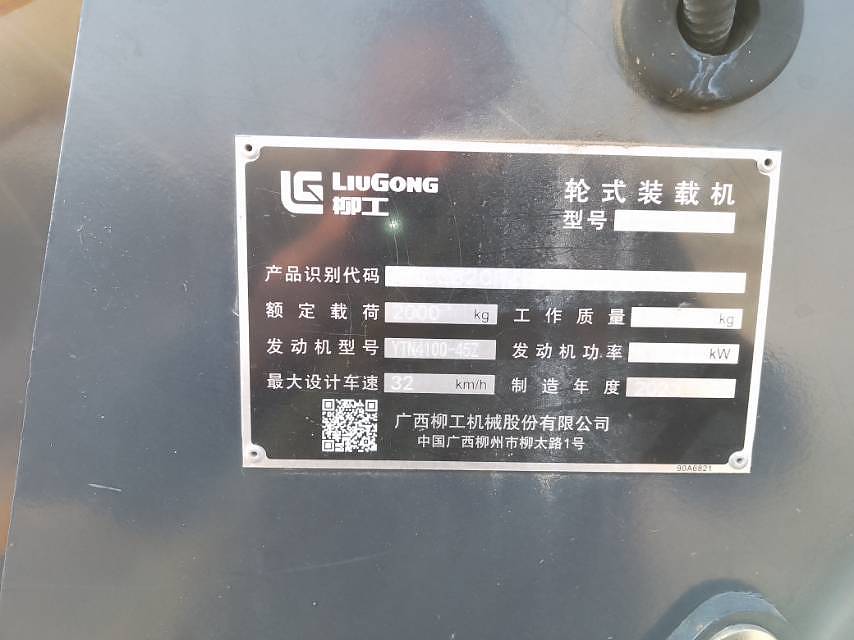 LIUGONG
柳工
轮式装载机
型号
产品识别代码
额定载荷 2000 kg 工作质量 kg
发动机型号 YTN4100-45Z 发动机功率 kW
最大设计车速 32 km/h 制造年度
广西柳工机械股份有限公司
中国广西柳州市柳太路1号
90A6821